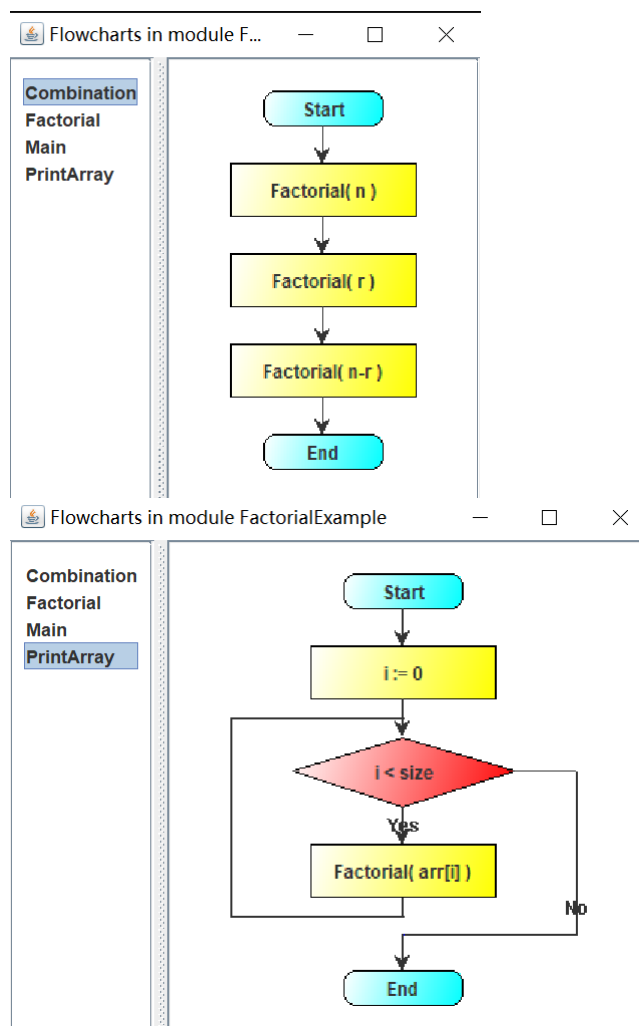 Flowcharts in module F...
Combination
Factorial
Main
PrintArray
Start
Factorial( n )
Factorial( r )
Factorial( n-r )
End
Flowcharts in module FactorialExample
Combination
Factorial
Main
PrintArray
Start
i := 0
i < size
Yes
Factorial( arr[i] )
No
End